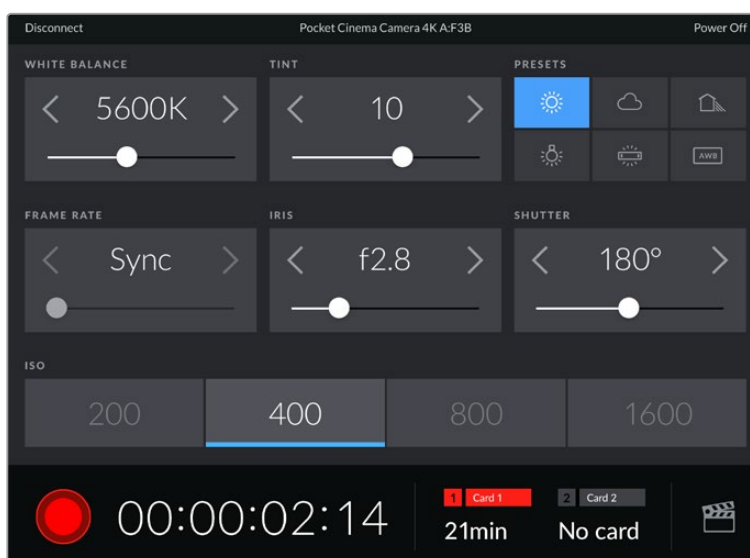 Disconnect Pocket Cinema Camera 4K A:F3B Power Off
WHITE BALANCE TINT PRESETS
5600K 10
AWB
FRAME RATE IRIS SHUTTER
Sync f2.8 180°
ISO
200 400 800 1600
00:00:02:14
1 Card 1 2 Card 2
21min No card